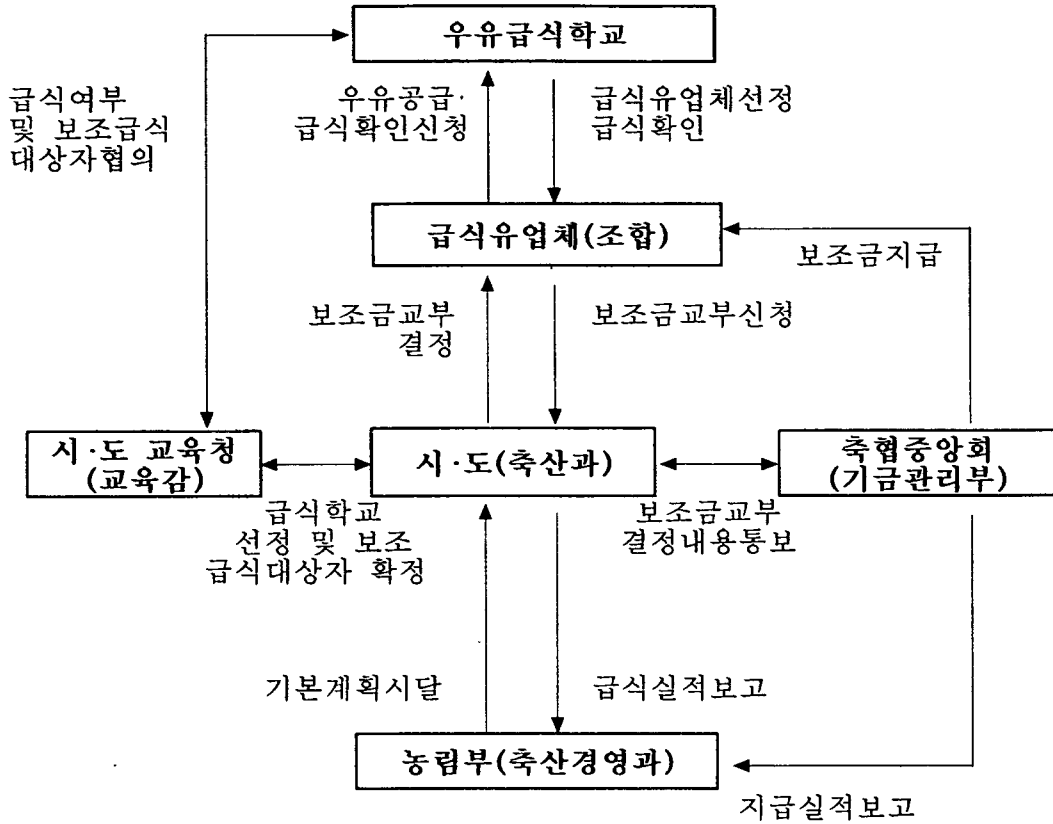 우유급식학교
급식여부
및 보조급식
대상자협의
우유공급·
급식확인신청
급식유업체선정
급식확인
급식유업체(조합)
보조금지급
보조금교부
결정
보조금교부신청
시·도 교육청
(교육감)
시·도(축산과)
축협중앙회
(기금관리부)
급식학교
선정 및 보조
급식대상자 확정
보조금교부
결정내용통보
기본계획시달
급식실적보고
농림부(축산경영과)
지급실적보고